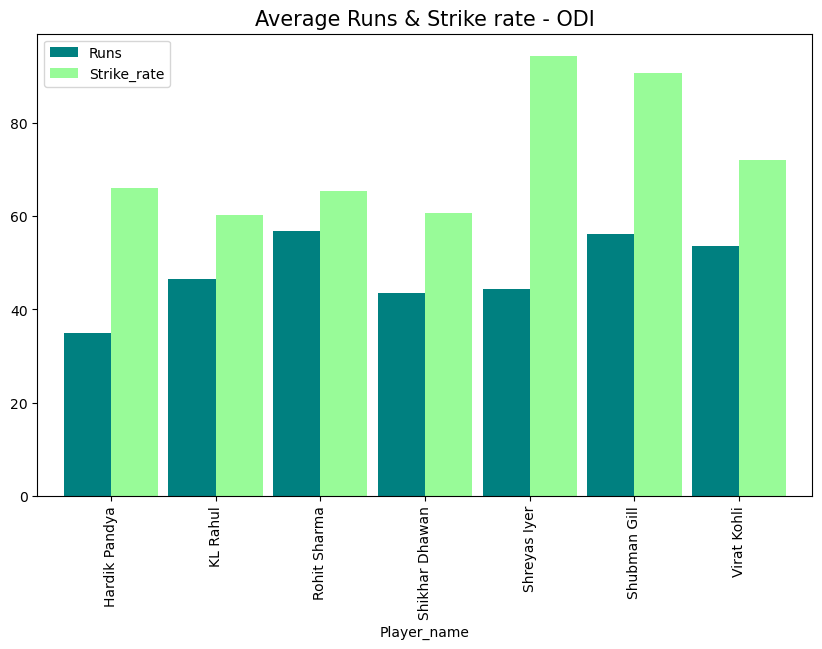 Average Runs & Strike rate - ODI
Runs
Strike_rate
80
60
40
20
0
Hardik Pandya
KL Rahul
Rohit Sharma
Shikhar Dhawan
Shreyas Iyer
Shubman Gill
Virat Kohli
Player_name